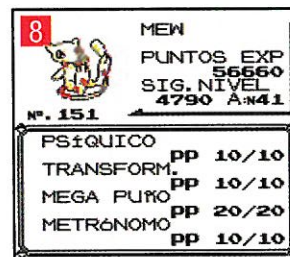 8
MEW
PUNTOS EXP
56660
SIG.NIVEL
4790 A:N41
Nº.151
PSÍQUICO
PP 10/10
TRANSFORM.
PP 10/10
MEGA PUÑO
PP 20/20
METRÓNOMO
PP 10/10